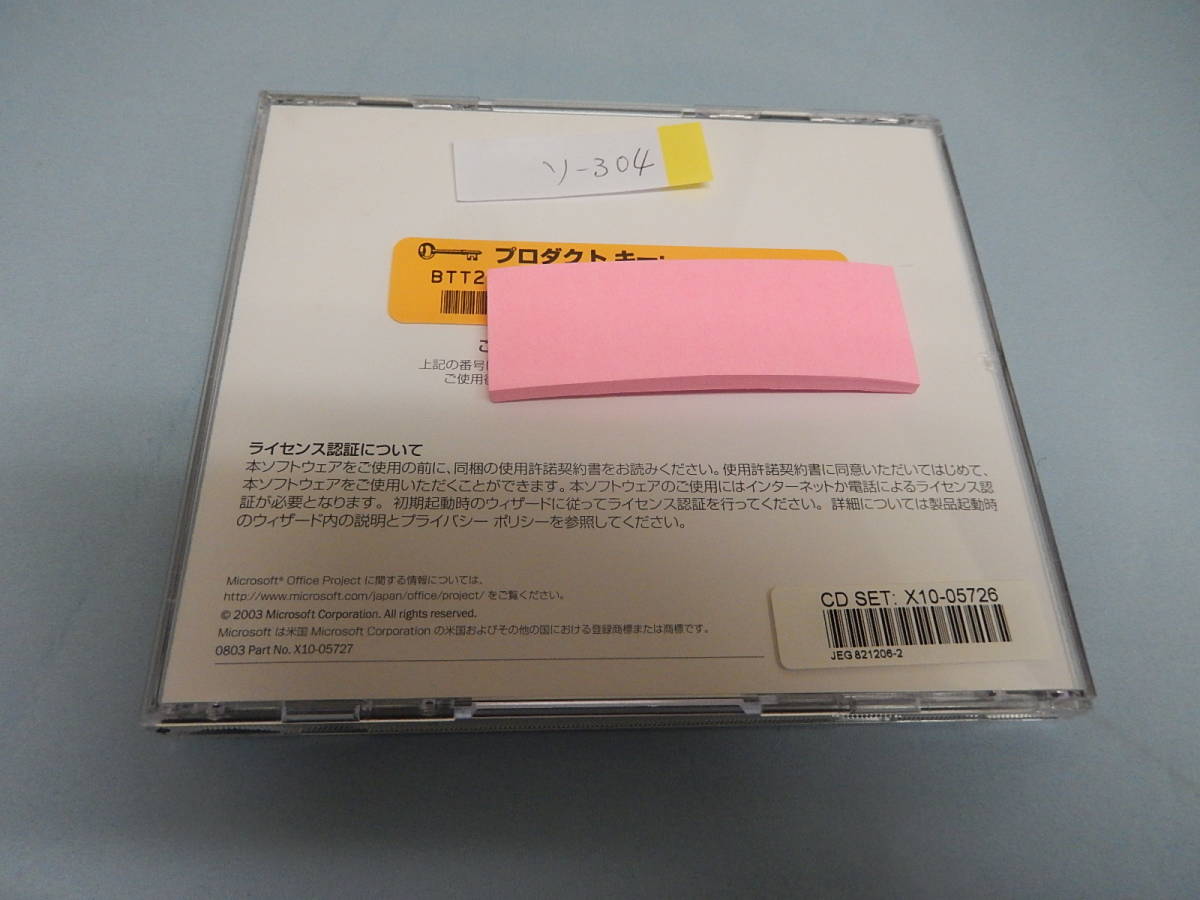 ソ-304
プロダクト キー:
BTT2
上記の番号
ご使用
ライセンス認証について
本ソフトウェアをご使用の前に、同梱の使用許諾契約書をお読みください。使用許諾契約書に同意いただいてはじめて、
本ソフトウェアをご使用いただくことができます。本ソフトウェアのご使用にはインターネットか電話によるライセンス認
証が必要となります。 初期起動時のウィザードに従ってライセンス認証を行ってください。詳細については製品起動時
のウィザード内の説明とプライバシー ポリシーを参照してください。
Microsoft® Office Project に関する情報については、
http://www.microsoft.com/japan/office/project/ をご覧ください。
© 2003 Microsoft Corporation. All rights reserved.
Microsoft は米国 Microsoft Corporation の米国およびその他の国における登録商標または商標です。
0803 Part No. X10-05727
CD SET: X10-05726
JEG 821206-2